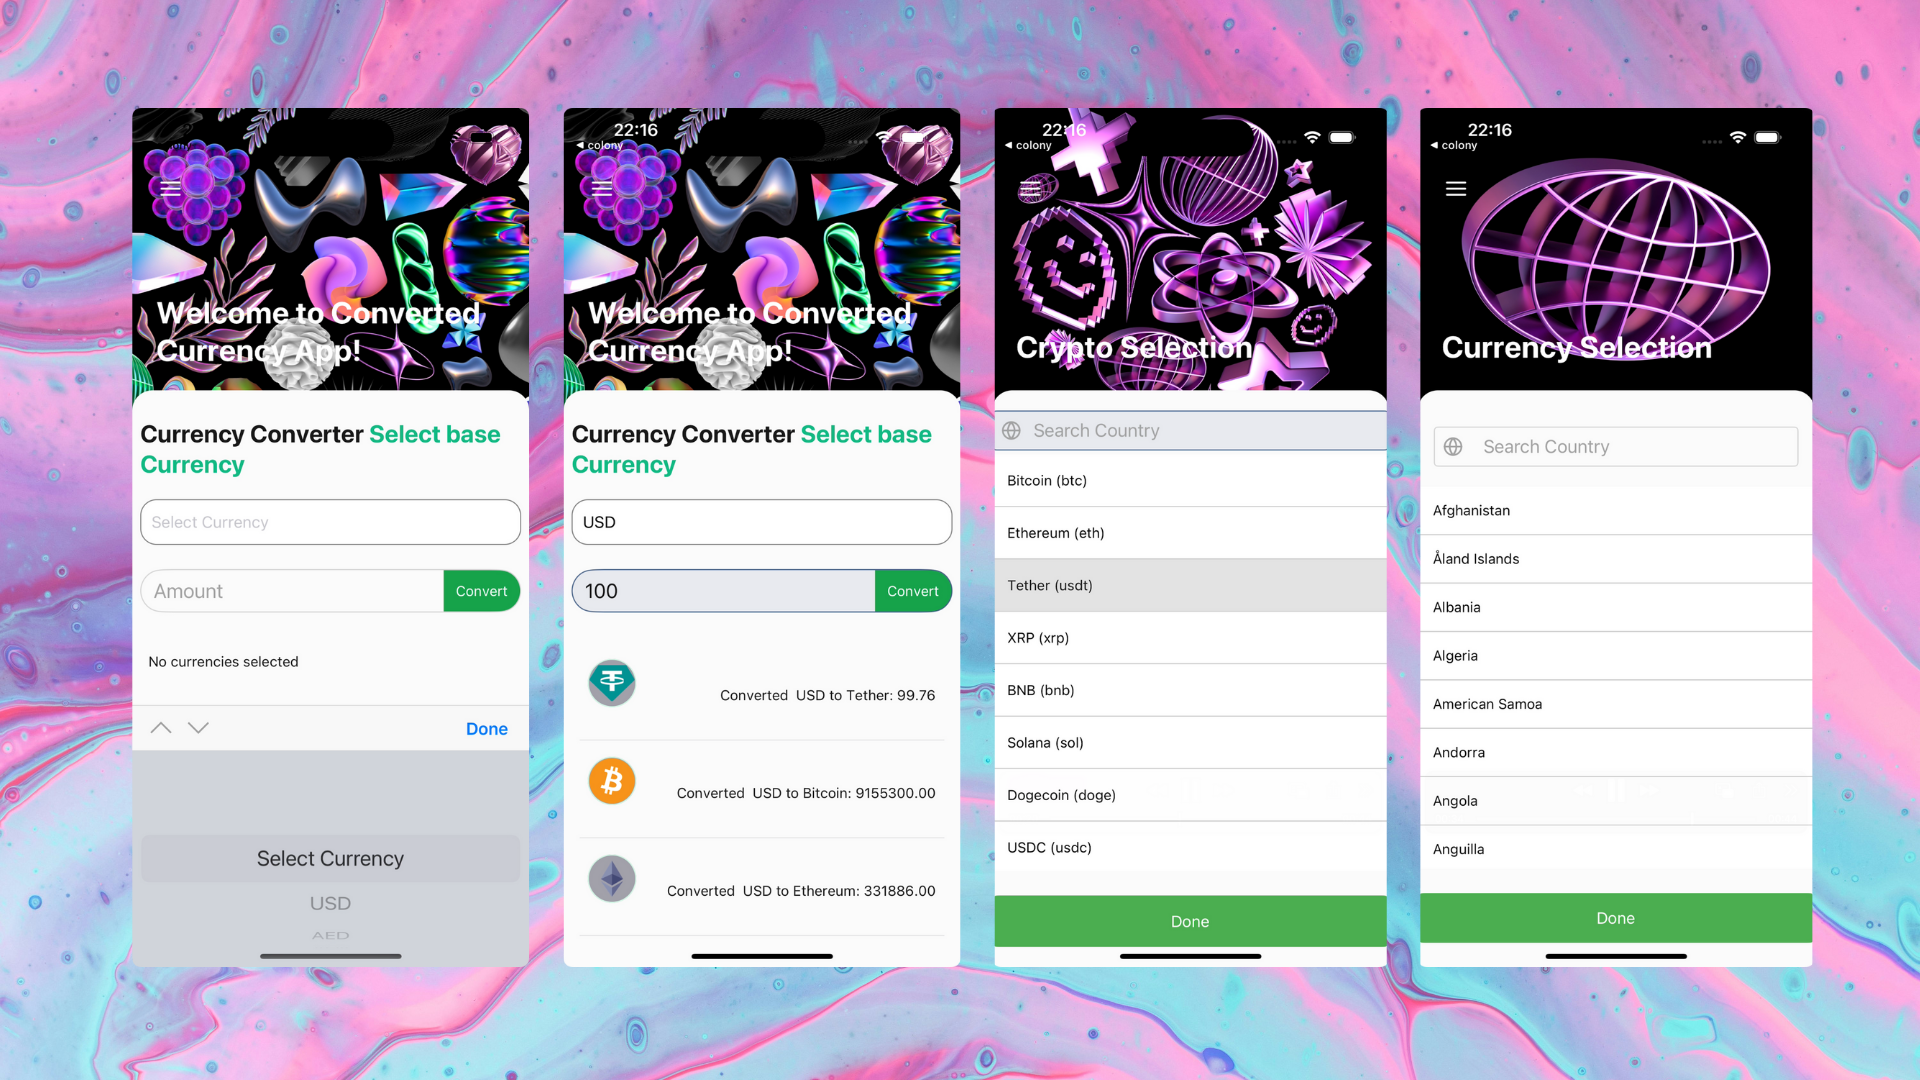 Welcome to Converted
Currency App!
Currency Converter Select base
Currency
Select Currency
Amount
Convert
No currencies selected
Done
Select Currency
USD
AED
22:16
◀ colony
Welcome to Converted
Currency App!
Currency Converter Select base
Currency
USD
100
Convert
Converted USD to Tether: 99.76
Converted USD to Bitcoin: 9155300.00
Converted USD to Ethereum: 331886.00
22:16
◀ colony
Crypto Selection
Search Country
Bitcoin (btc)
Ethereum (eth)
Tether (usdt)
XRP (xrp)
BNB (bnb)
Solana (sol)
Dogecoin (doge)
USDC (usdc)
Done
22:16
◀ colony
Currency Selection
Search Country
Afghanistan
Åland Islands
Albania
Algeria
American Samoa
Andorra
Angola
Anguilla
Done